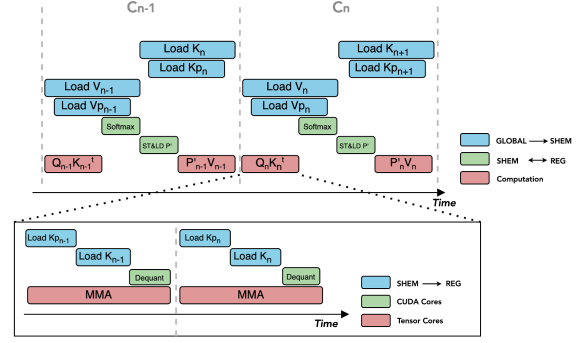 Cn-1 Cn
Load Kn Load Kn+1
Load Kpn Load Kpn+1
Load Vn-1 Load Vn
Load Vpn-1 Load Vpn
Softmax Softmax
GLOBAL → SHEM
ST&LD P' ST&LD P'
SHEM ↔ REG
Qn-1Kn-1^t P'n-1Vn-1 QnKn^t P'nVn
Computation
Time
Load Kpn-1 Load Kpn
Load Kn-1 Load Kn
Dequant Dequant
SHEM → REG
MMA MMA
CUDA Cores
Time
Tensor Cores